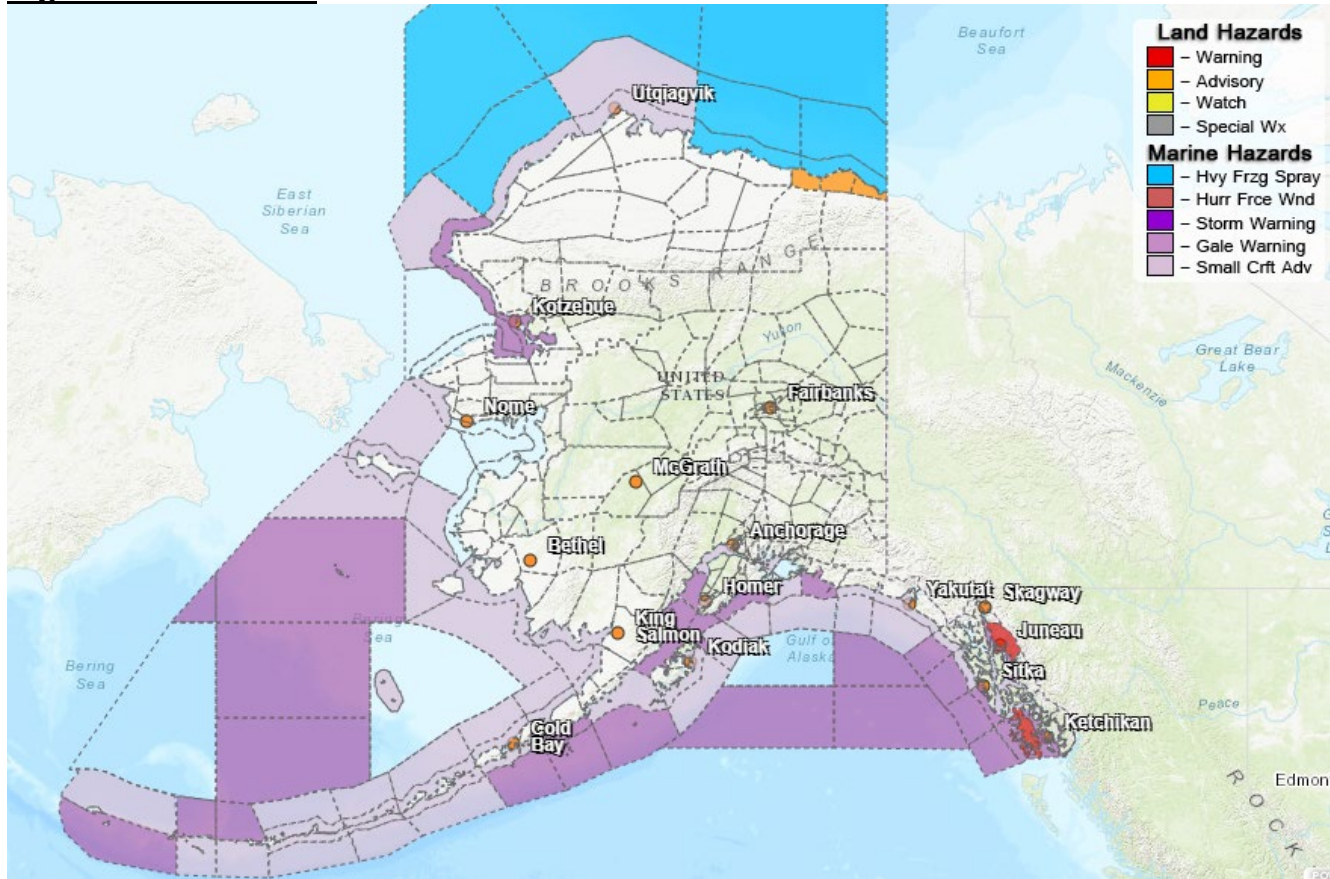 Beaufort
Sea
Land Hazards
– Warning
– Advisory
– Watch
– Special Wx
Marine Hazards
– Hvy Frzg Spray
– Hurr Frce Wnd
– Storm Warning
– Gale Warning
– Small Crft Adv
Utqiagvik
East
Siberian
Sea
BROOKS RANGE
Kotzebue
Yukon
Great Bear
Lake
Mackenzie
UNITED
STATES
Fairbanks
Nome
McGrath
Anchorage
Bethel
Homer
Yakutat
Skagway
King
Salmon
Juneau
Kodiak
Gulf of
Alaska
Sea
Bering
Sea
Sitka
Peace
Ketchikan
Cold
Bay
Edmon
ROCK